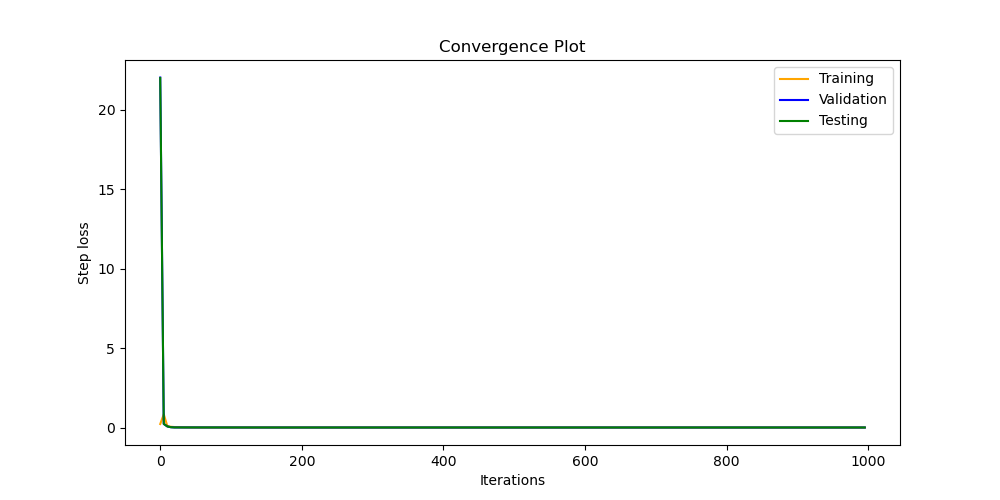 Convergence Plot
Training
Validation
Testing
20
15
10
5
0
Step loss
0 200 400 600 800 1000
Iterations